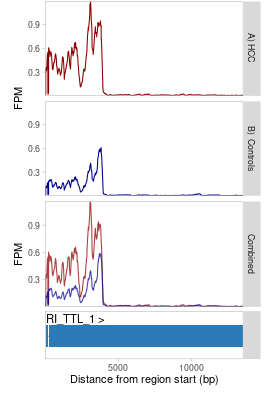 0.9
0.6
0.3
FPM
A) HCC
0.9
0.6
0.3
B) Controls
0.9
0.6
0.3
FPM
Combined
RI_TTL_1 >
5000 10000
Distance from region start (bp)